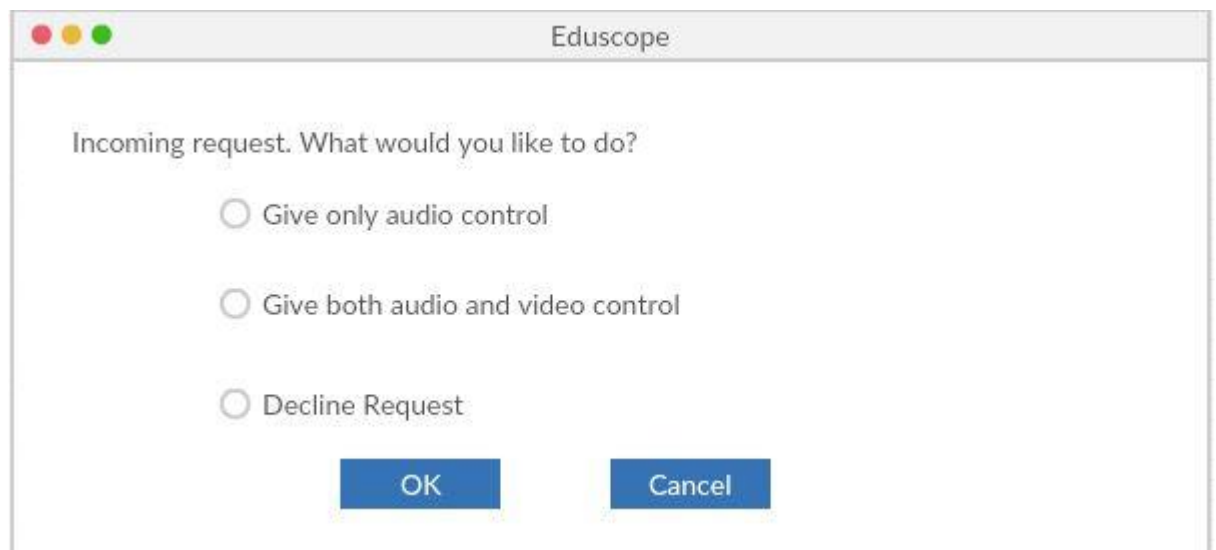 Eduscope
Incoming request. What would you like to do?
Give only audio control
Give both audio and video control
Decline Request
OK Cancel